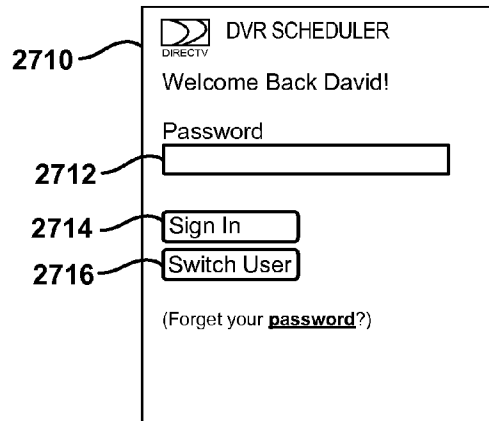 DIRECTV
DVR SCHEDULER
2710
Welcome Back David!
Password
2712
2714
Sign In
2716
Switch User
(Forget your password?)